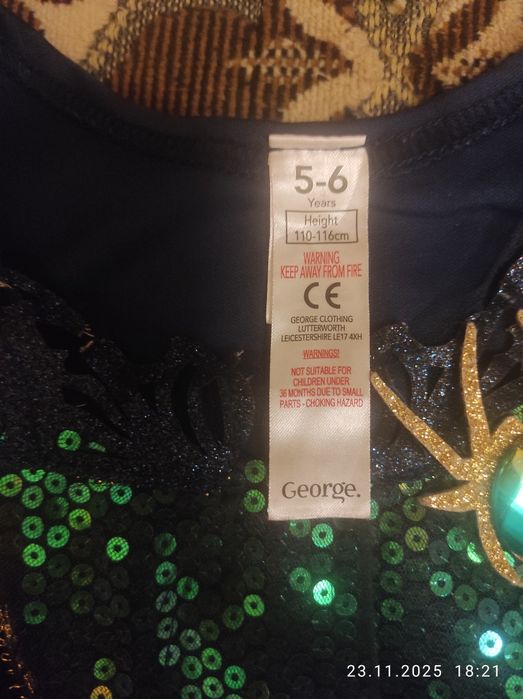 5-6
Years
Height
110-116cm
WARNING
KEEP AWAY FROM FIRE
CE
GEORGE CLOTHING
LUTTERWORTH
LEICESTERSHIRE LE17 4XH
WARNINGS!
NOT SUITABLE FOR
CHILDREN UNDER
36 MONTHS DUE TO SMALL
PARTS - CHOKING HAZARD
George.
23.11.2025 18:21